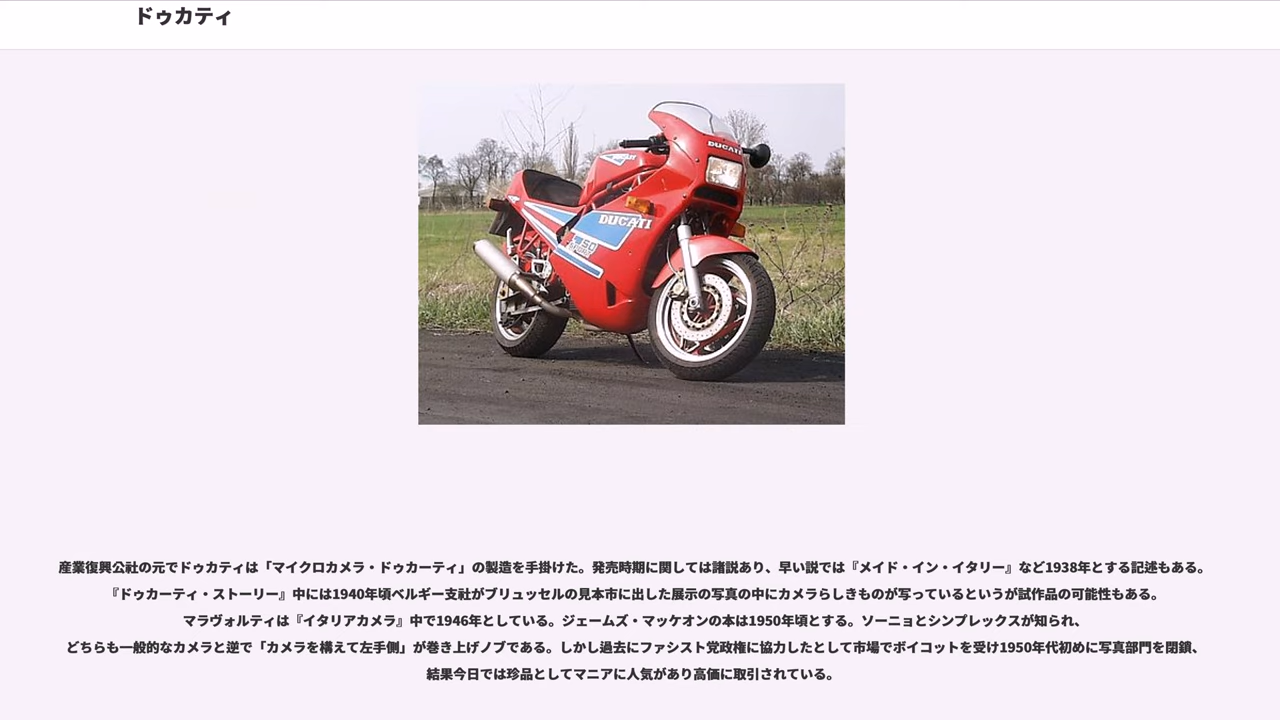 ドゥカティ
DUCATI
DUCATI
産業復興公社の元でドゥカティは「マイクロカメラ・ドゥカーティ」の製造を手掛けた。発売時期に関しては諸説あり、早い説では『メイド・イン・イタリー』など1938年とする記述もある。
『ドゥカーティ・ストーリー』中には1940年頃ベルギー支社がブリュッセルの見本市に出した展示の写真の中にカメラらしきものが写っているというが試作品の可能性もある。
マラヴォルティは『イタリアカメラ』中で1946年としている。ジェームズ・マッケオンの本は1950年頃とする。ソーニョとシンプレックスが知られ、
どちらも一般的なカメラと逆で「カメラを構えて左手側」が巻き上げノブである。しかし過去にファシスト党政権に協力したとして市場でボイコットを受け1950年代初めに写真部門を閉鎖、
結果今日では珍品としてマニアに人気があり高価に取引されている。